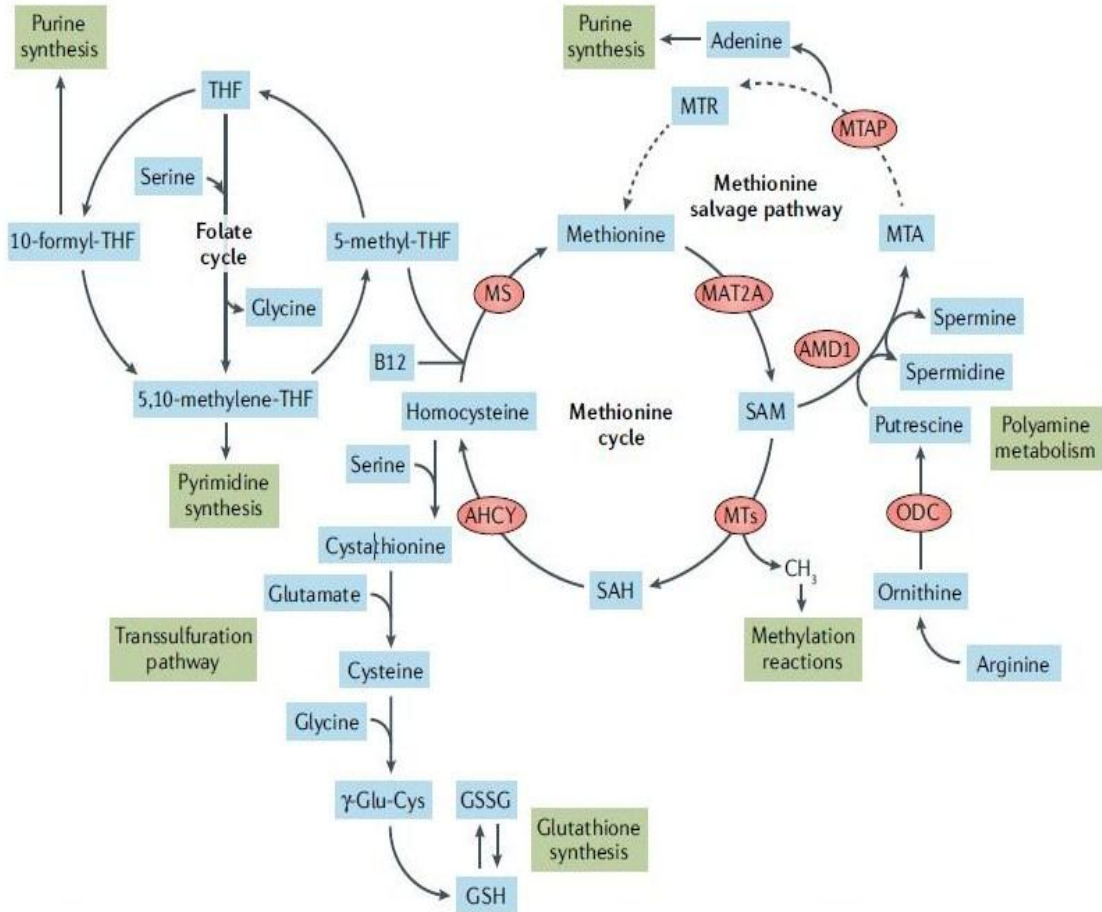 Purine
synthesis
THF
Serine
10-formyl-THF
Folate
cycle
5-methyl-THF
Glycine
5,10-methylene-THF
Pyrimidine
synthesis
B12
Purine
synthesis
Adenine
MTR
MTAP
Methionine
salvage pathway
Methionine
MTA
MS
MAT2A
AMD1
Spermine
Spermidine
Homocysteine
Methionine
cycle
SAM
Putrescine
Polyamine
metabolism
Serine
AHCY
MTs
ODC
Cystathionine
SAH
CH3
Ornithine
Glutamate
Transsulfuration
pathway
Methylation
reactions
Arginine
Cysteine
Glycine
γ-Glu-Cys
GSSG
Glutathione
synthesis
GSH